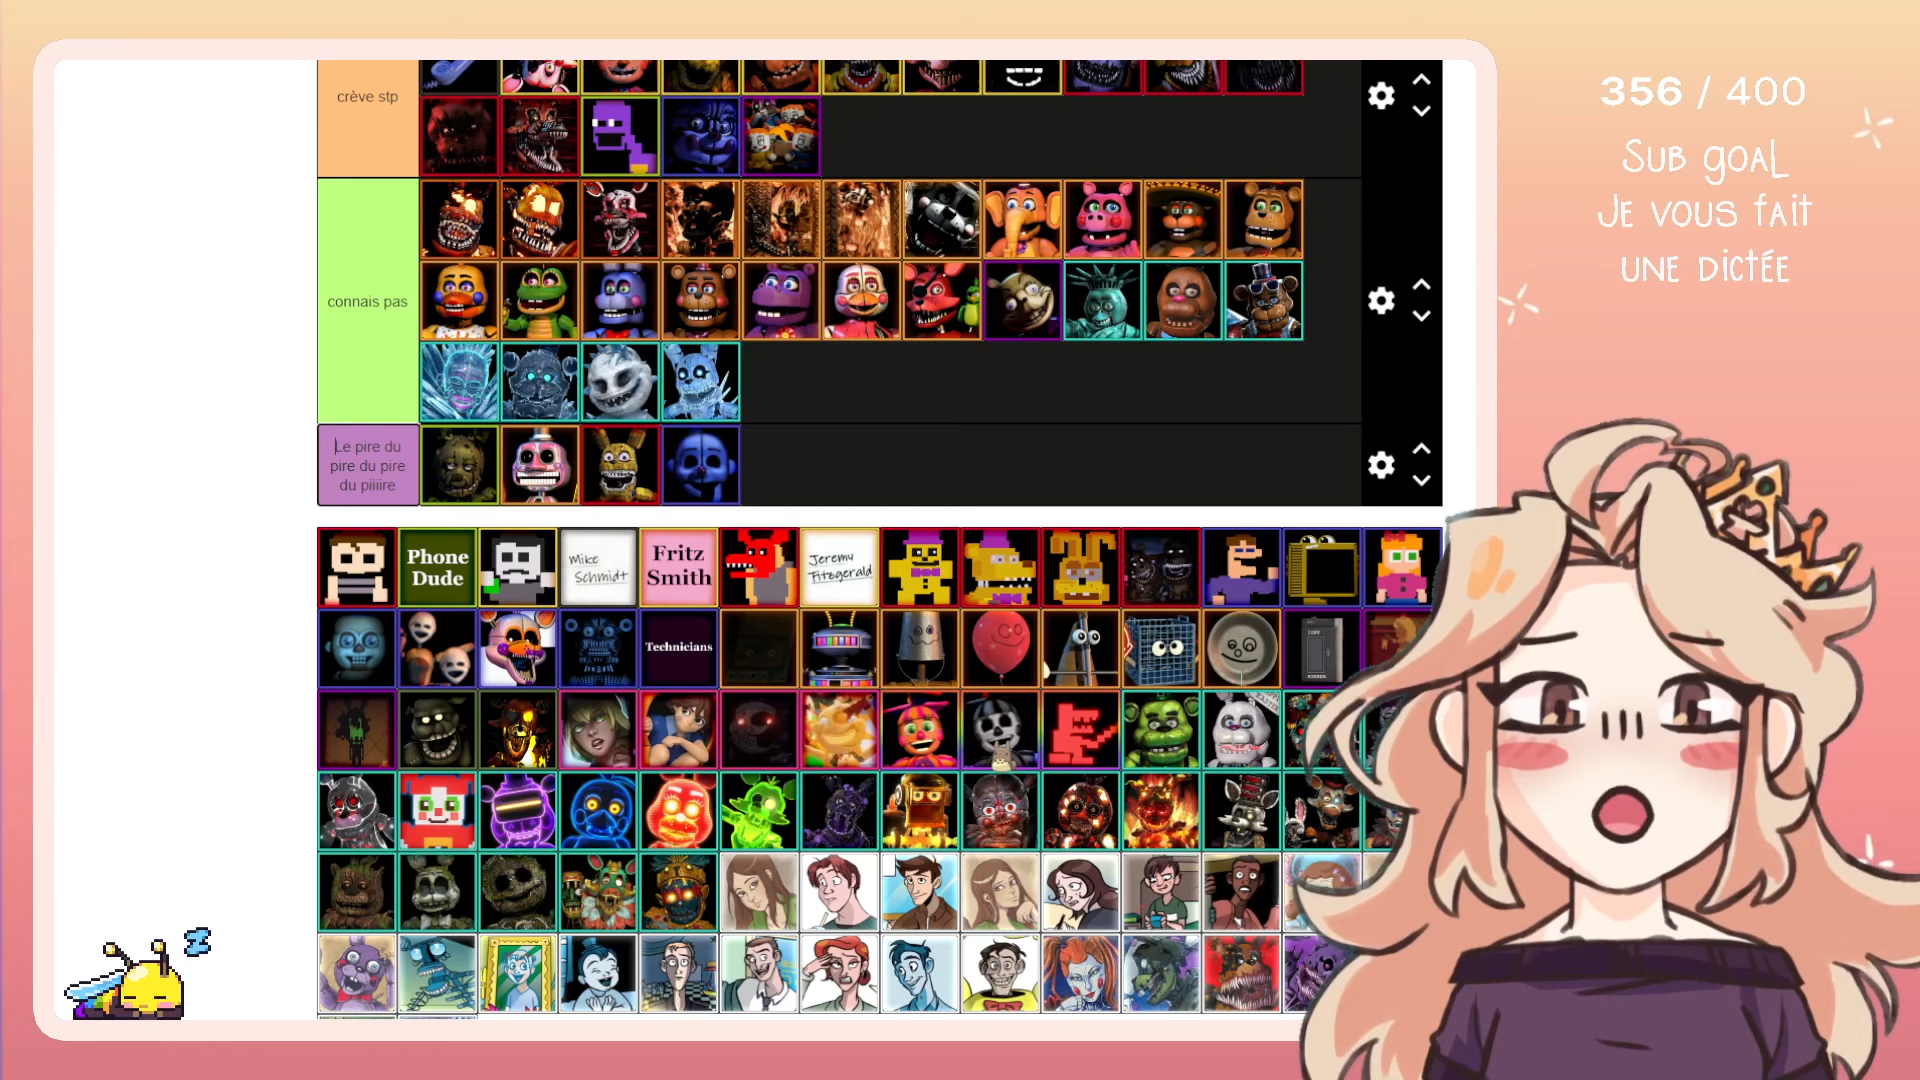 crève stp
356 / 400
SUB GOAL
JE VOUS FAIT
UNE DICTÉE
connais pas
Le pire du
pire du pire
du piiiire
Phone
Dude
Mike
Schmidt
Fritz
Smith
Jeremy
Fitzgerald
Technicians